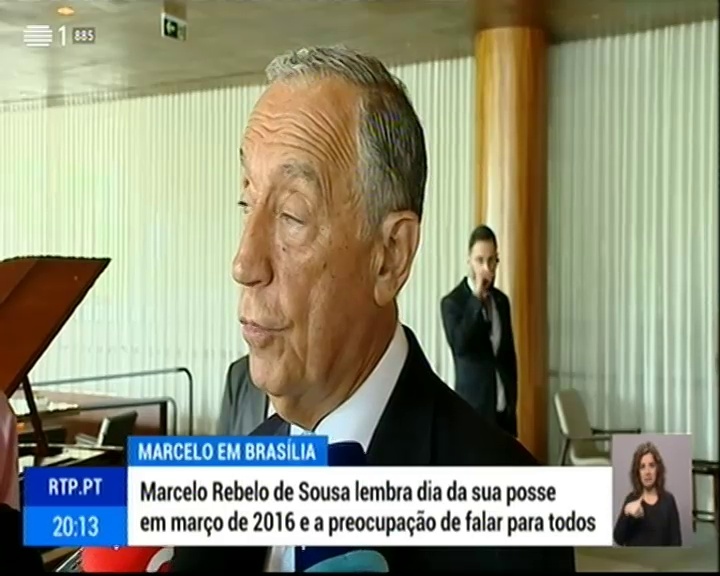 1 885
MARCELO EM BRASÍLIA
RTP.PT
20:13
Marcelo Rebelo de Sousa lembra dia da sua posse
em março de 2016 e a preocupação de falar para todos